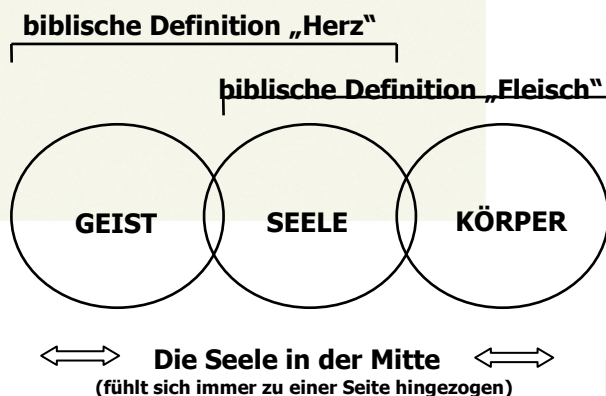 biblische Definition „Herz“
biblische Definition „Fleisch“
GEIST SEELE KÖRPER
Die Seele in der Mitte
(fühlt sich immer zu einer Seite hingezogen)